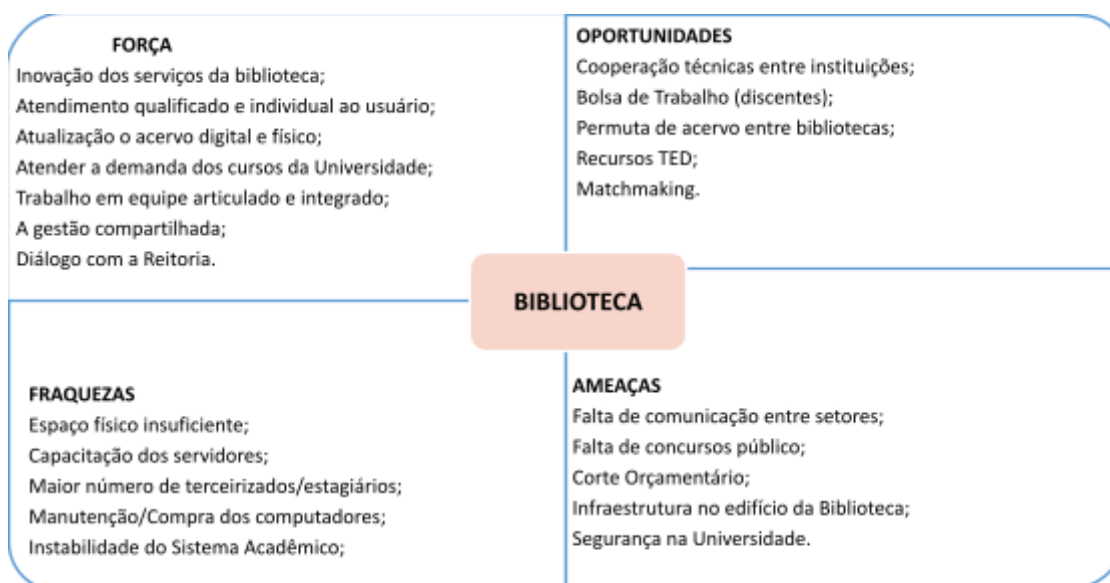 FORÇA
Inovação dos serviços da biblioteca;
Atendimento qualificado e individual ao usuário;
Atualização o acervo digital e físico;
Atender a demanda dos cursos da Universidade;
Trabalho em equipe articulado e integrado;
A gestão compartilhada;
Diálogo com a Reitoria.
OPORTUNIDADES
Cooperação técnicas entre instituições;
Bolsa de Trabalho (discentes);
Permuta de acervo entre bibliotecas;
Recursos TED;
Matchmaking.
BIBLIOTECA
FRAQUEZAS
Espaço físico insuficiente;
Capacitação dos servidores;
Maior número de terceirizados/estagiários;
Manutenção/Compra dos computadores;
Instabilidade do Sistema Acadêmico;
AMEAÇAS
Falta de comunicação entre setores;
Falta de concursos público;
Corte Orçamentário;
Infraestrutura no edifício da Biblioteca;
Segurança na Universidade.